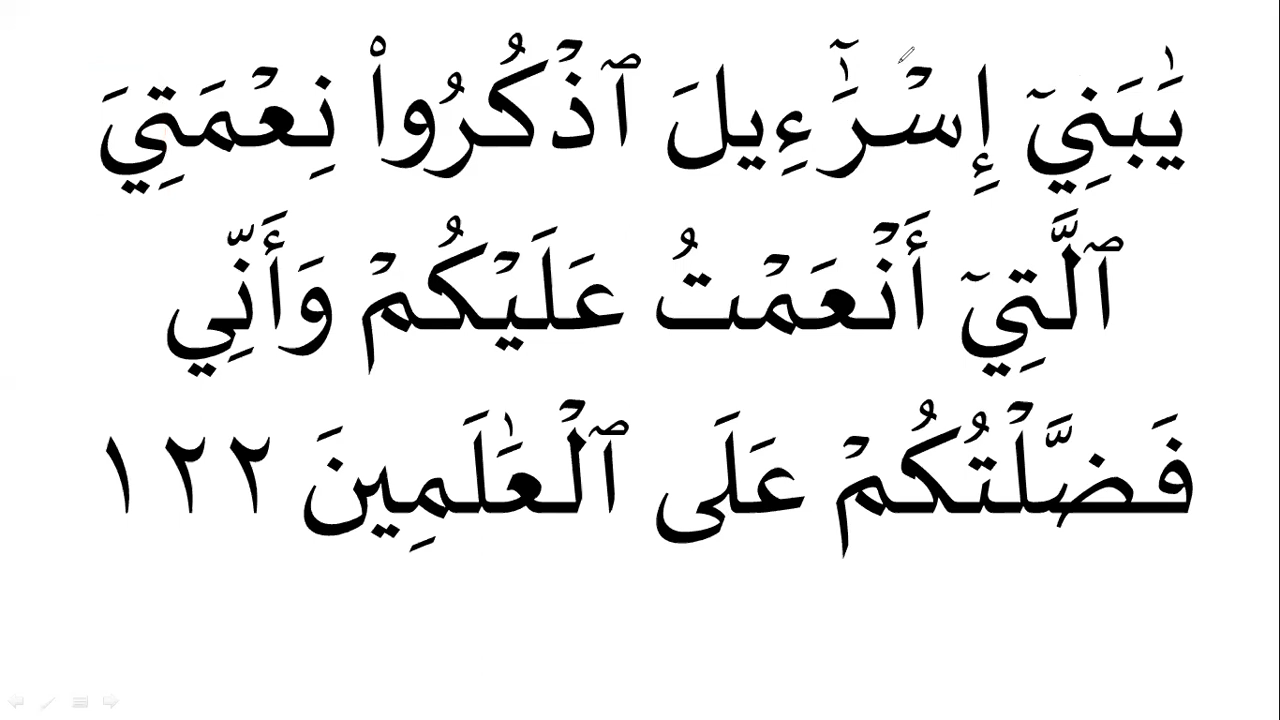 يَٰبَنِيٓ إِسۡرَٰٓءِيلَ ٱذۡكُرُواْ نِعۡمَتِيَ
ٱلَّتِيٓ أَنۡعَمۡتُ عَلَيۡكُمۡ وَأَنِّي
فَضَّلۡتُكُمۡ عَلَى ٱلۡعَٰلَمِينَ ١٢٢